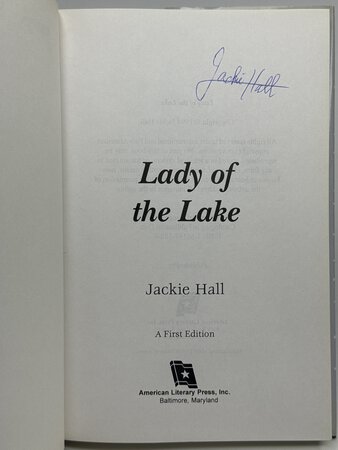 Jackie Hall
Lady of
the Lake
Jackie Hall
A First Edition
American Literary Press, Inc.
Baltimore, Maryland